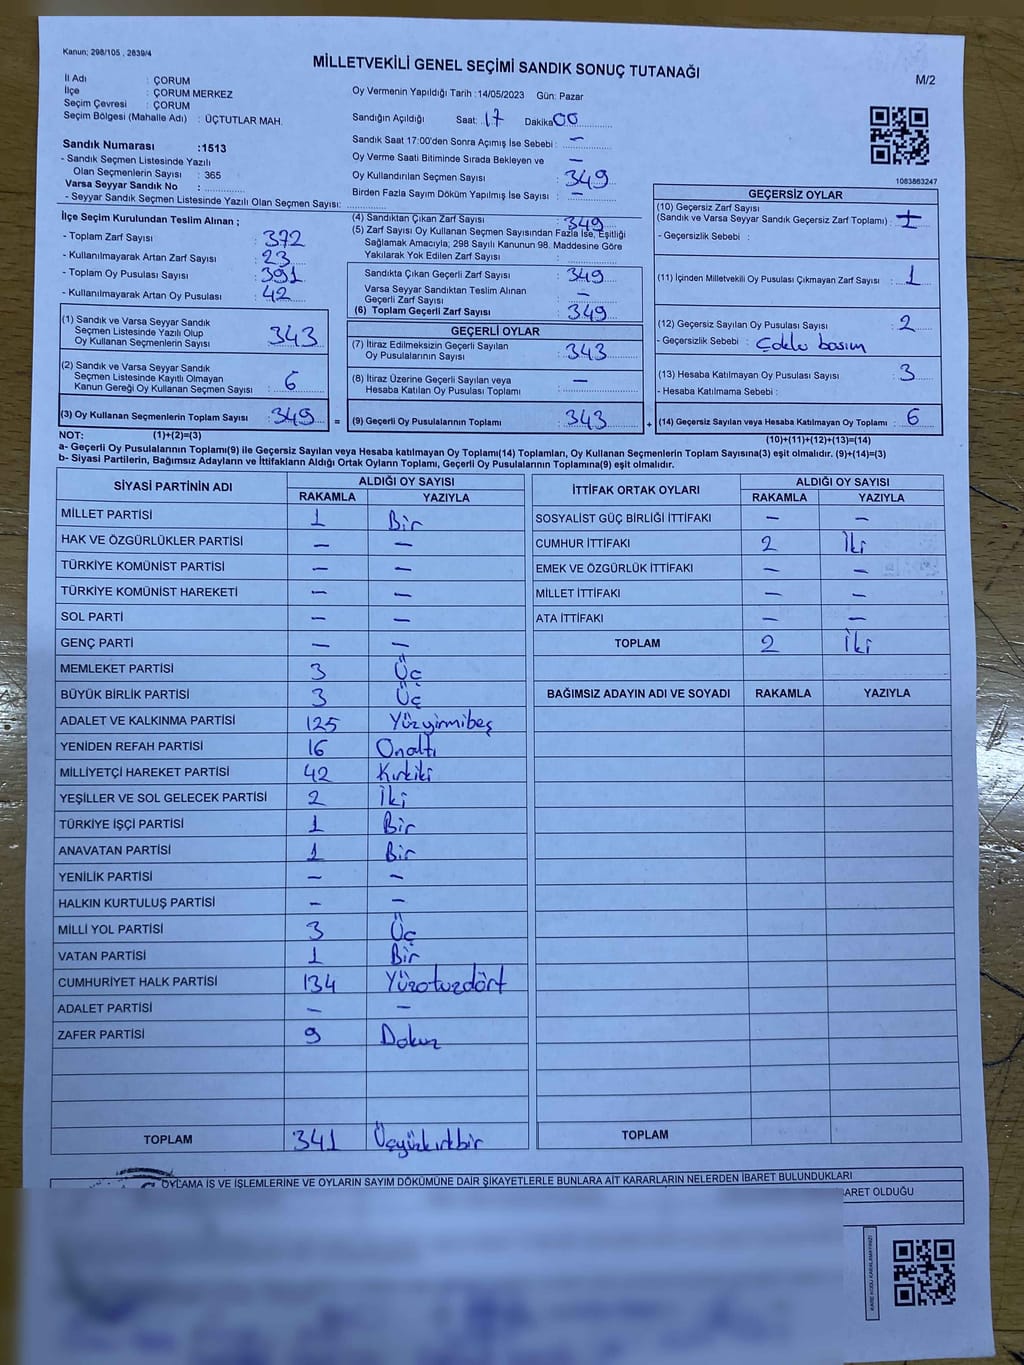 Kanun; 298/105 , 2839/4
MİLLETVEKİLİ GENEL SEÇİMİ SANDIK SONUÇ TUTANAĞI
M/2
İl Adı : ÇORUM
İlçe : ÇORUM MERKEZ
Seçim Çevresi : ÇORUM
Seçim Bölgesi (Mahalle Adı) : ÜÇTUTLAR MAH.
Sandık Numarası :1513
- Sandık Seçmen Listesinde Yazılı
Olan Seçmenlerin Sayısı : 365
Varsa Seyyar Sandık No :
- Seyyar Sandık Seçmen Listesinde Yazılı Olan Seçmen Sayısı:
Oy Vermenin Yapıldığı Tarih :14/05/2023 Gün: Pazar
Sandığın Açıldığı Saat: 17 Dakika 00
Sandık Saat 17:00'den Sonra Açımış İse Sebebi : —
Oy Verme Saati Bitiminde Sırada Bekleyen ve —
Oy Kullandırılan Seçmen Sayısı 349
Birden Fazla Sayım Döküm Yapılmış İse Sayısı : —
1083863247
İlçe Seçim Kurulundan Teslim Alınan ;
- Toplam Zarf Sayısı : 372
- Kullanılmayarak Artan Zarf Sayısı : 23
- Toplam Oy Pusulası Sayısı : 391
- Kullanılmayarak Artan Oy Pusulası : 42
(1) Sandık ve Varsa Seyyar Sandık
Seçmen Listesinde Yazılı Olup
Oy Kullanan Seçmenlerin Sayısı : 343
(2) Sandık ve Varsa Seyyar Sandık
Seçmen Listesinde Kayıtlı Olmayan
Kanun Gereği Oy Kullanan Seçmen Sayısı : 6
(3) Oy Kullanan Seçmenlerin Toplam Sayısı : 349 =
(4) Sandıktan Çıkan Zarf Sayısı : 349
(5) Zarf Sayısı Oy Kullanan Seçmen Sayısından Fazla İse, Eşitliği
Sağlamak Amacıyla, 298 Sayılı Kanunun 98. Maddesine Göre
Yakılarak Yok Edilen Zarf Sayısı :
Sandıkta Çıkan Geçerli Zarf Sayısı : 349
Varsa Seyyar Sandıktan Teslim Alınan
Geçerli Zarf Sayısı : —
(6) Toplam Geçerli Zarf Sayısı : 349
GEÇERLİ OYLAR
(7) İtiraz Edilmeksizin Geçerli Sayılan
Oy Pusulalarının Sayısı : 343
(8) İtiraz Üzerine Geçerli Sayılan veya
Hesaba Katılan Oy Pusulası Toplamı : —
(9) Geçerli Oy Pusulalarının Toplamı : 343 +
GEÇERSİZ OYLAR
(10) Geçersiz Zarf Sayısı
(Sandık ve Varsa Seyyar Sandık Geçersiz Zarf Toplamı) :
- Geçersizlik Sebebi :
(11) İçinden Milletvekili Oy Pusulası Çıkmayan Zarf Sayısı : 1
(12) Geçersiz Sayılan Oy Pusulası Sayısı : 2
- Geçersizlik Sebebi : Çoklu basım
(13) Hesaba Katılmayan Oy Pusulası Sayısı : 3
- Hesaba Katılmama Sebebi :
(14) Geçersiz Sayılan veya Hesaba Katılmayan Oy Toplamı : 6
NOT: (1)+(2)=(3)
(10)+(11)+(12)+(13)=(14)
a- Geçerli Oy Pusulalarının Toplamı(9) ile Geçersiz Sayılan veya Hesaba katılmayan Oy Toplamı(14) Toplamları, Oy Kullanan Seçmenlerin Toplam Sayısına(3) eşit olmalıdır. (9)+(14)=(3)
b- Siyasi Partilerin, Bağımsız Adayların ve İttifakların Aldığı Ortak Oyların Toplamı, Geçerli Oy Pusulalarının Toplamına(9) eşit olmalıdır.
SİYASİ PARTİNİN ADI ALDIĞI OY SAYISI
RAKAMLA YAZIYLA
MİLLET PARTİSİ 1 Bir
HAK VE ÖZGÜRLÜKLER PARTİSİ — —
TÜRKİYE KOMÜNİST PARTİSİ — —
TÜRKİYE KOMÜNİST HAREKETİ — —
SOL PARTİ — —
GENÇ PARTİ — —
MEMLEKET PARTİSİ 3 Üç
BÜYÜK BİRLİK PARTİSİ 3 Üç
ADALET VE KALKINMA PARTİSİ 125 Yüzyirmibeş
YENİDEN REFAH PARTİSİ 16 Onaltı
MİLLİYETÇİ HAREKET PARTİSİ 42 Kırkiki
YEŞİLLER VE SOL GELECEK PARTİSİ 2 İki
TÜRKİYE İŞÇİ PARTİSİ 1 Bir
ANAVATAN PARTİSİ 1 Bir
YENİLİK PARTİSİ — —
HALKIN KURTULUŞ PARTİSİ — —
MİLLİ YOL PARTİSİ 3 Üç
VATAN PARTİSİ 1 Bir
CUMHURİYET HALK PARTİSİ 134 Yüzotuzdört
ADALET PARTİSİ — —
ZAFER PARTİSİ 9 Dokuz
TOPLAM 341 Üçyüzkırkbir
İTTİFAK ORTAK OYLARI ALDIĞI OY SAYISI
RAKAMLA YAZIYLA
SOSYALİST GÜÇ BİRLİĞİ İTTİFAKI — —
CUMHUR İTTİFAKI 2 İki
EMEK VE ÖZGÜRLÜK İTTİFAKI — —
MİLLET İTTİFAKI — —
ATA İTTİFAKI — —
TOPLAM 2 İki
BAĞIMSIZ ADAYIN ADI VE SOYADI RAKAMLA YAZIYLA
TOPLAM
OYLAMA İŞ VE İŞLEMLERİNE VE OYLARIN SAYIM DÖKÜMÜNE DAİR ŞİKAYETLERLE BUNLARA AİT KARARLARIN NELERDEN İBARET BULUNDUKLARI
BARET OLDUĞU